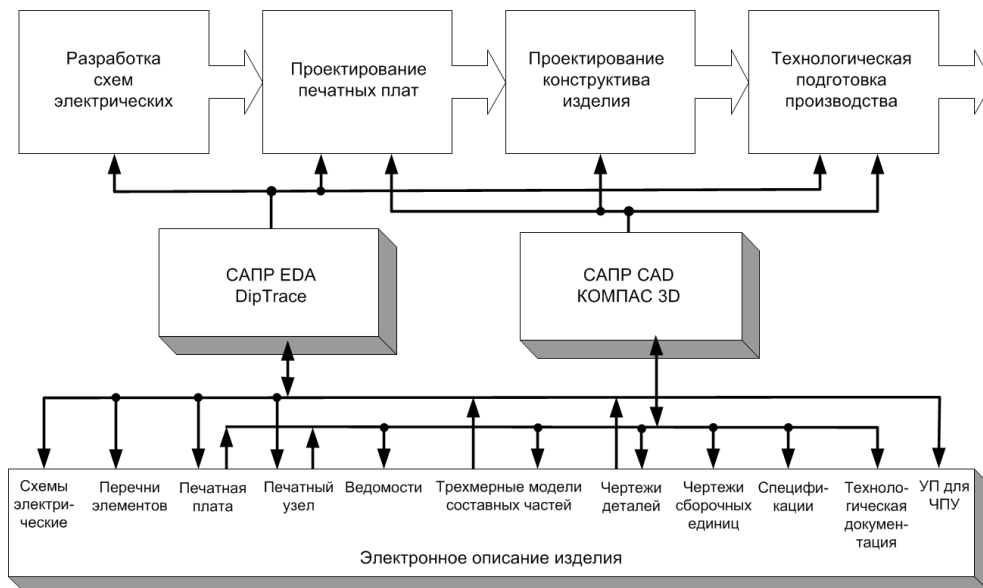 Разработка
схем
электрических
Проектирование
печатных плат
Проектирование
конструктива
изделия
Технологическая
подготовка
производства
САПР EDA
DipTrace
САПР CAD
КОМПАС 3D
Схемы
электри-
ческие
Перечни
элементов
Печатная
плата
Печатный
узел
Ведомости
Трехмерные модели
составных частей
Чертежи
деталей
Чертежи
сборочных
единиц
Специфи-
кации
Техноло-
гическая
докумен-
тация
УП для
ЧПУ
Электронное описание изделия